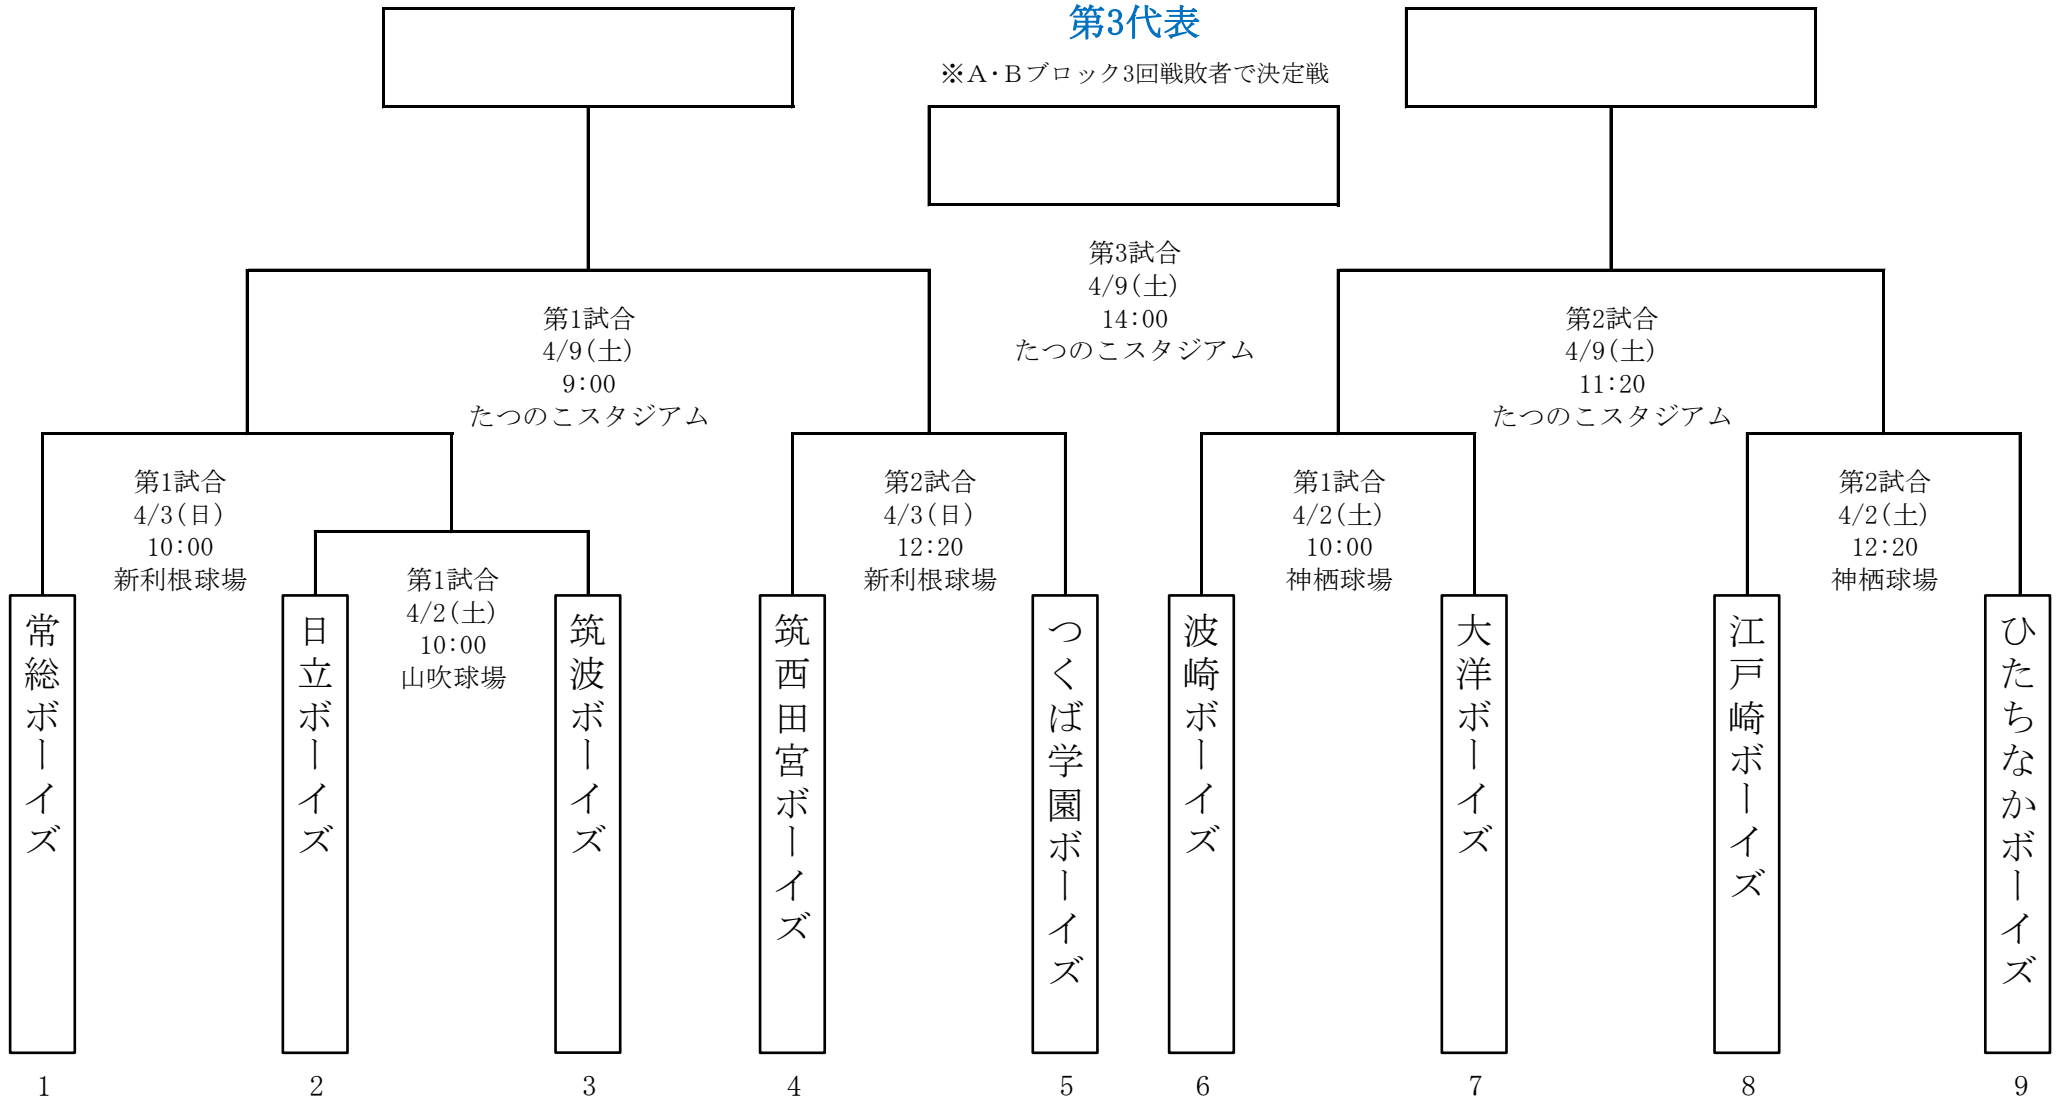 第3代表
※A・Bブロック3回戦敗者で決定戦
第3試合
4/9(土)
14:00
たつのこスタジアム
第1試合
4/9(土)
9:00
たつのこスタジアム
第2試合
4/9(土)
11:20
たつのこスタジアム
第1試合
4/3(日)
10:00
新利根球場
第1試合
4/2(土)
10:00
山吹球場
第2試合
4/3(日)
12:20
新利根球場
第1試合
4/2(土)
10:00
神栖球場
第2試合
4/2(土)
12:20
神栖球場
常総ボーイズ
日立ボーイズ
筑波ボーイズ
筑西田宮ボーイズ
つくば学園ボーイズ
波崎ボーイズ
大洋ボーイズ
江戸崎ボーイズ
ひたちなかボーイズ
1
2
3
4
5
6
7
8
9